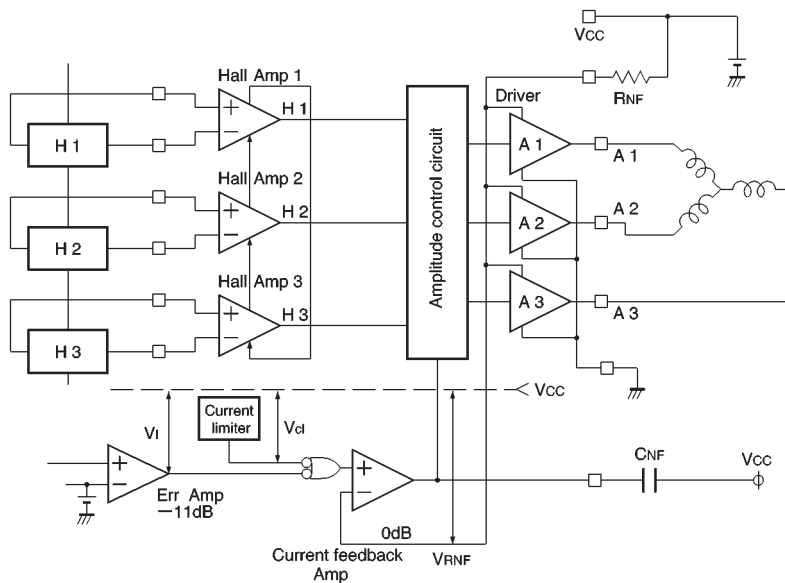 VCC
RNF
Hall Amp 1
H 1
Driver
+
−
H 1
A 1
A 1
Hall Amp 2
H 2
Amplitude control circuit
+
−
H 2
A 2
A 2
Hall Amp 3
H 3
+
−
H 3
A 3
A 3
VCC
Current
limiter
VI
Vcl
CNF
VCC
+
−
+
−
Err Amp
−11dB
0dB
VRNF
Current feedback
Amp